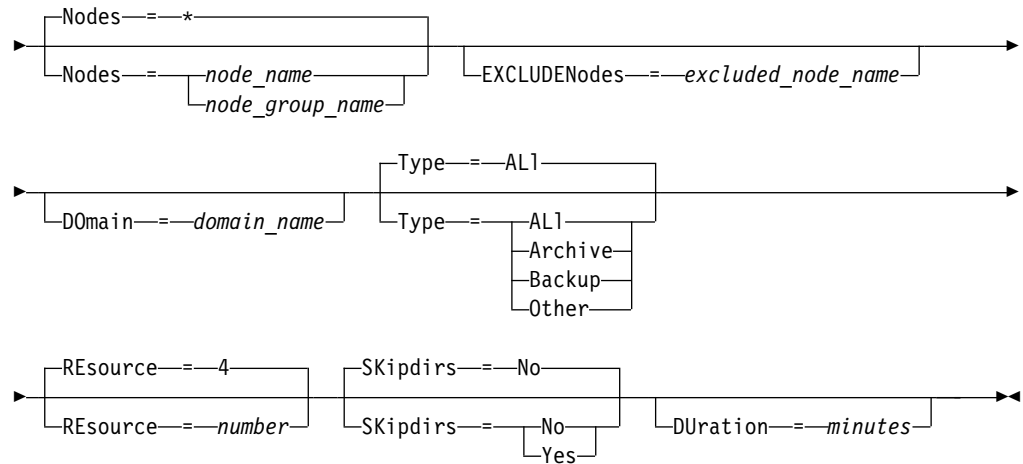 Nodes = *
Nodes = node_name EXCLUDENodes = excluded_node_name
node_group_name
Type = ALl
DOmain = domain_name Type = ALl
Archive
Backup
Other
REsource = 4 SKipdirs = No
REsource = number SKipdirs = No DUration = minutes
Yes